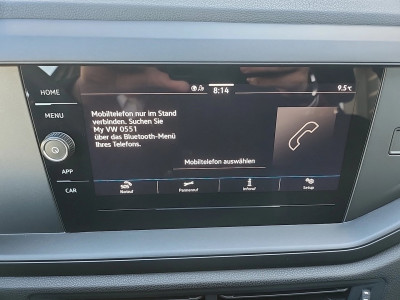 8:14
9.5 °C
HOME
MENU
APP
CAR
Mobiltelefon nur im Stand
verbinden. Suchen Sie
My VW 0551
über das Bluetooth-Menü
Ihres Telefons.
Mobiltelefon auswählen
Notruf
Pannenruf
Inforuf
Setup